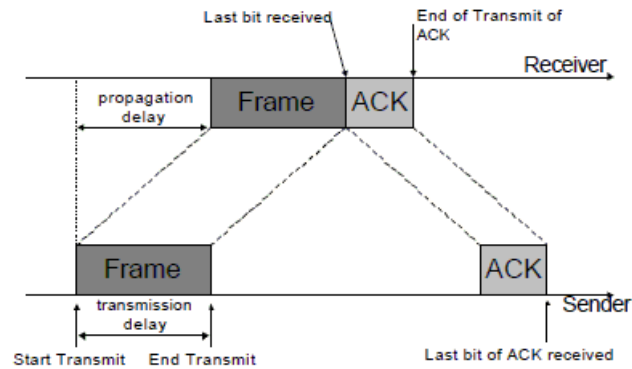 Last bit received
End of Transmit of
ACK
Receiver
propagation
delay
Frame
ACK
Frame
ACK
Sender
transmission
delay
Start Transmit
End Transmit
Last bit of ACK received